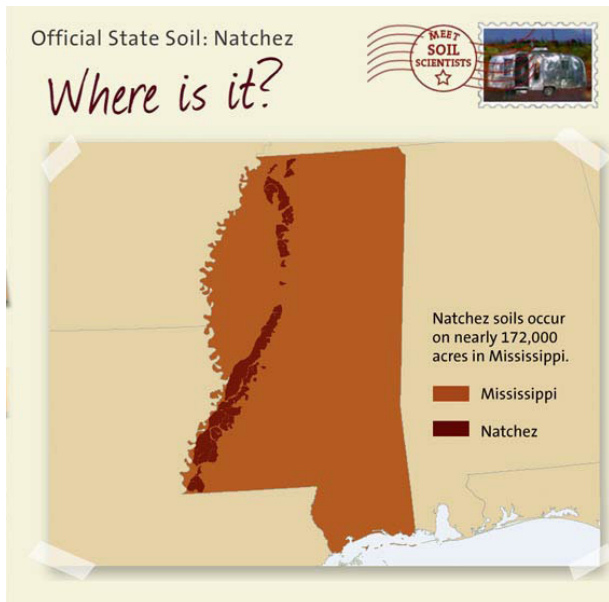 Official State Soil: Natchez
Where is it?
MEET
SOIL
SCIENTISTS
Natchez soils occur
on nearly 172,000
acres in Mississippi.
Mississippi
Natchez